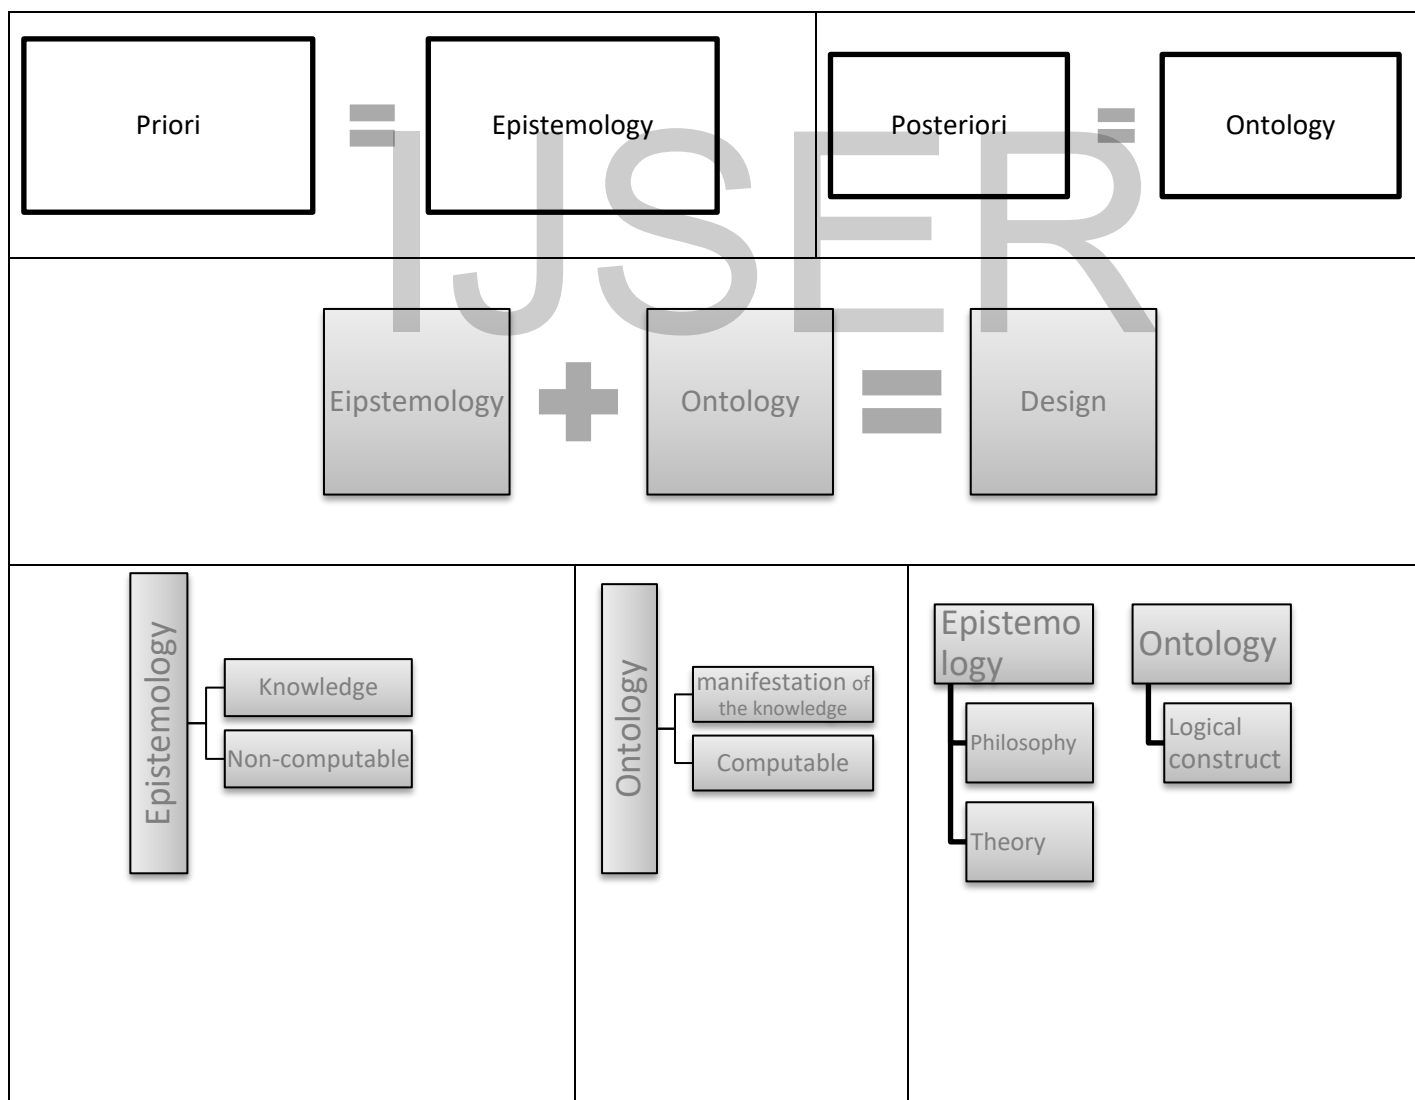 Priori
Epistemology
Posteriori
Ontology
IJSER
Eipstemology
Ontology
Design
Epistemology
Knowledge
Non-computable
Ontology
manifestation of
the knowledge
Computable
Epistemo
logy
Philosophy
Theory
Ontology
Logical
construct